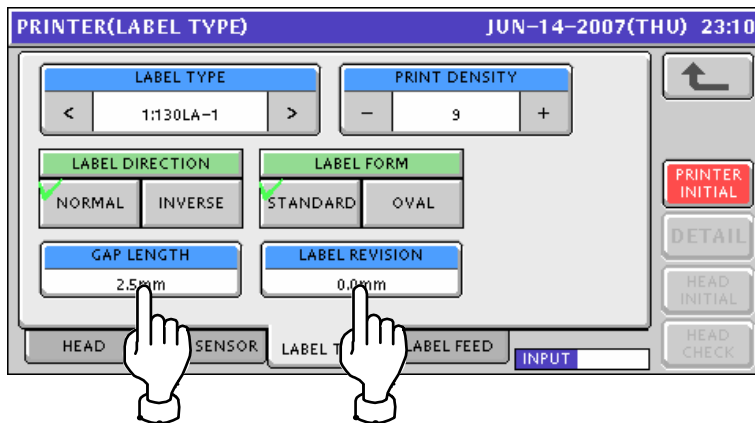 PRINTER(LABEL TYPE) JUN-14-2007(THU) 23:10
LABEL TYPE
< 1:130LA-1 >
PRINT DENSITY
- 9 +
LABEL DIRECTION
NORMAL INVERSE
LABEL FORM
STANDARD OVAL
GAP LENGTH
2.5mm
LABEL REVISION
0.0mm
PRINTER
INITIAL
DETAIL
HEAD
INITIAL
HEAD
CHECK
HEAD SENSOR LABEL LABEL FEED
INPUT